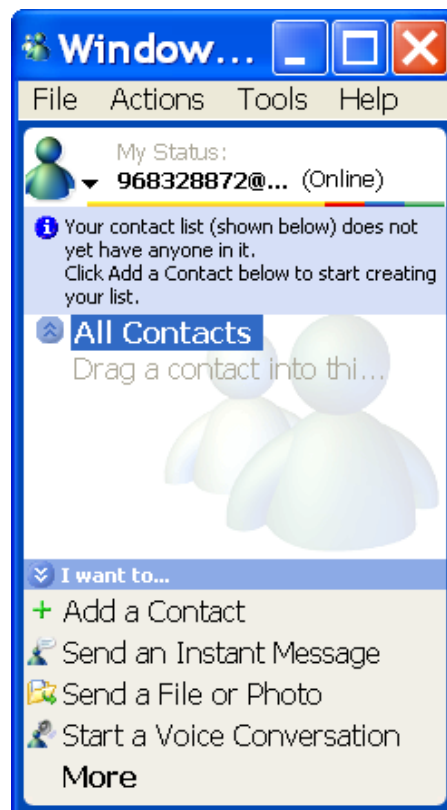 Window...
File Actions Tools Help
My Status:
968328872@... (Online)
Your contact list (shown below) does not
yet have anyone in it.
Click Add a Contact below to start creating
your list.
All Contacts
Drag a contact into thi...
I want to...
Add a Contact
Send an Instant Message
Send a File or Photo
Start a Voice Conversation
More